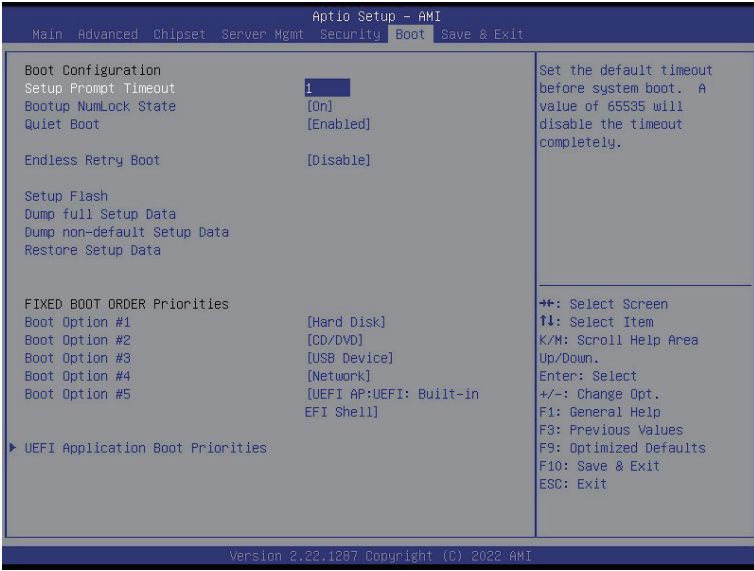 Aptio Setup – AMI
Main Advanced Chipset Server Mgmt Security Boot Save & Exit
Boot Configuration
Setup Prompt Timeout 1
Bootup NumLock State [On]
Quiet Boot [Enabled]
Endless Retry Boot [Disable]
Setup Flash
Dump full Setup Data
Dump non-default Setup Data
Restore Setup Data
FIXED BOOT ORDER Priorities
Boot Option #1 [Hard Disk]
Boot Option #2 [CD/DVD]
Boot Option #3 [USB Device]
Boot Option #4 [Network]
Boot Option #5 [UEFI AP:UEFI: Built-in
EFI Shell]
UEFI Application Boot Priorities
Set the default timeout
before system boot. A
value of 65535 will
disable the timeout
completely.
→←: Select Screen
↑↓: Select Item
K/M: Scroll Help Area
Up/Down.
Enter: Select
+/-: Change Opt.
F1: General Help
F3: Previous Values
F9: Optimized Defaults
F10: Save & Exit
ESC: Exit
Version 2.22.1287 Copyright (C) 2022 AMI